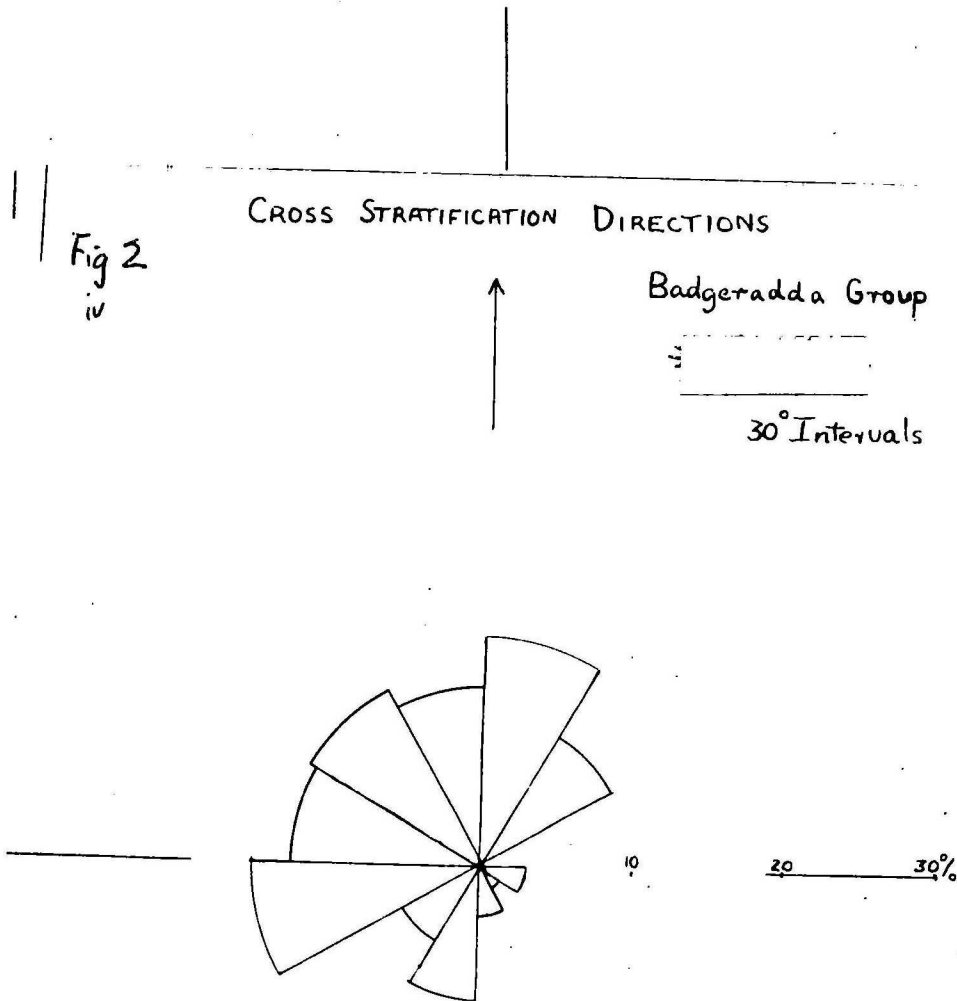 CROSS STRATIFICATION DIRECTIONS
Fig 2
iv
Badgeradda Group
30° Intervals
10 20 30%